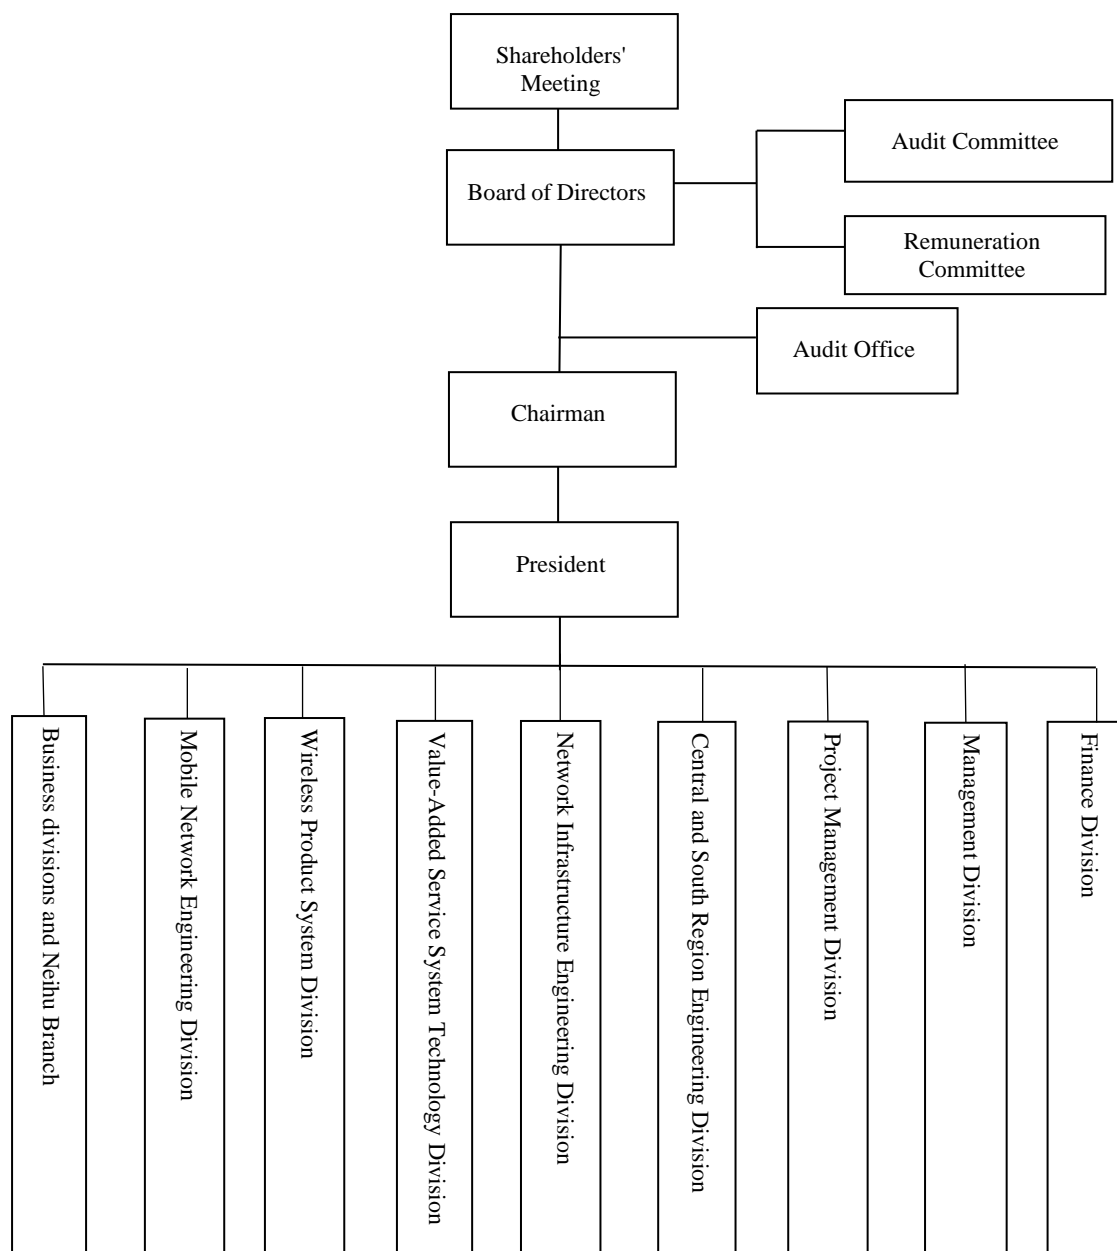 Shareholders'
Meeting
Audit Committee
Board of Directors
Remuneration
Committee
Audit Office
Chairman
President
Business divisions and Neihu Branch
Mobile Network Engineering Division
Wireless Product System Division
Value-Added Service System Technology Division
Network Infrastructure Engineering Division
Central and South Region Engineering Division
Project Management Division
Management Division
Finance Division